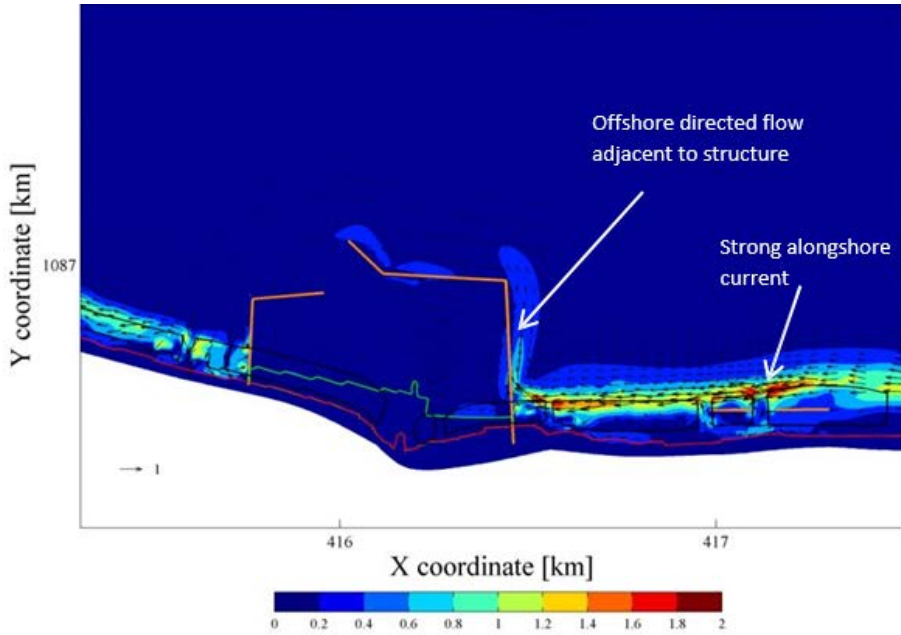 Offshore directed flow
adjacent to structure
Strong alongshore
current
Y coordinate [km]
1087
1
416
417
X coordinate [km]
0 0.2 0.4 0.6 0.8 1 1.2 1.4 1.6 1.8 2